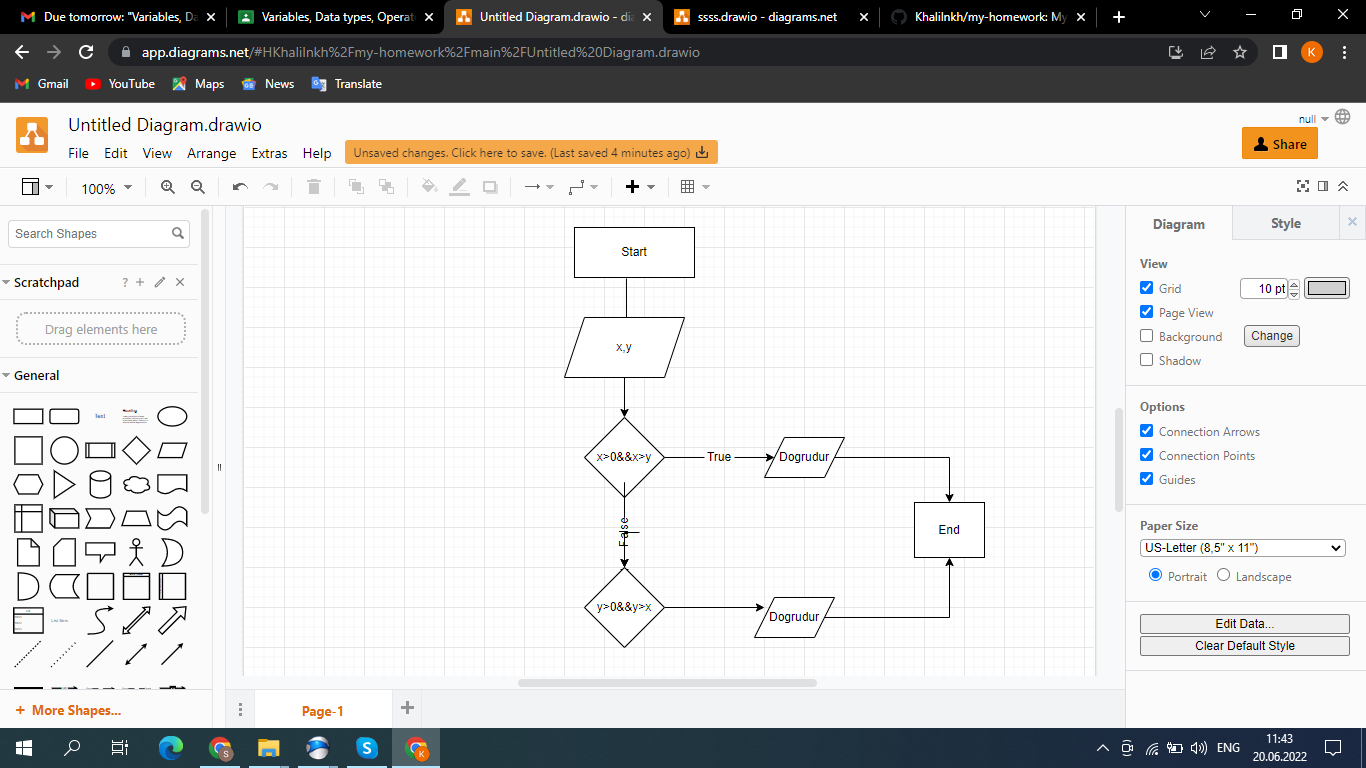 Due tomorrow: "Variables, Da
Variables, Data types, Operat
Untitled Diagram.drawio - dia
ssss.drawio - diagrams.net
Khalilnkh/my-homework: My
app.diagrams.net/#HKhalilnkh%2Fmy-homework%2Fmain%2FUntitled%20Diagram.drawio
K
Gmail
YouTube
Maps
News
Translate
Untitled Diagram.drawio
null
File Edit View Arrange Extras Help
Unsaved changes. Click here to save. (Last saved 4 minutes ago)
Share
100%
Search Shapes
Scratchpad
?
Drag elements here
General
Text
Heading
List Item
+ More Shapes...
Start
x,y
x>0&&x>y
True
Dogrudur
False
End
y>0&&y>x
Dogrudur
Page-1
Diagram
Style
View
Grid
10 pt
Page View
Background
Change
Shadow
Options
Connection Arrows
Connection Points
Guides
Paper Size
US-Letter (8,5" x 11")
Portrait
Landscape
Edit Data...
Clear Default Style
S
S
K
ENG
11:43
20.06.2022